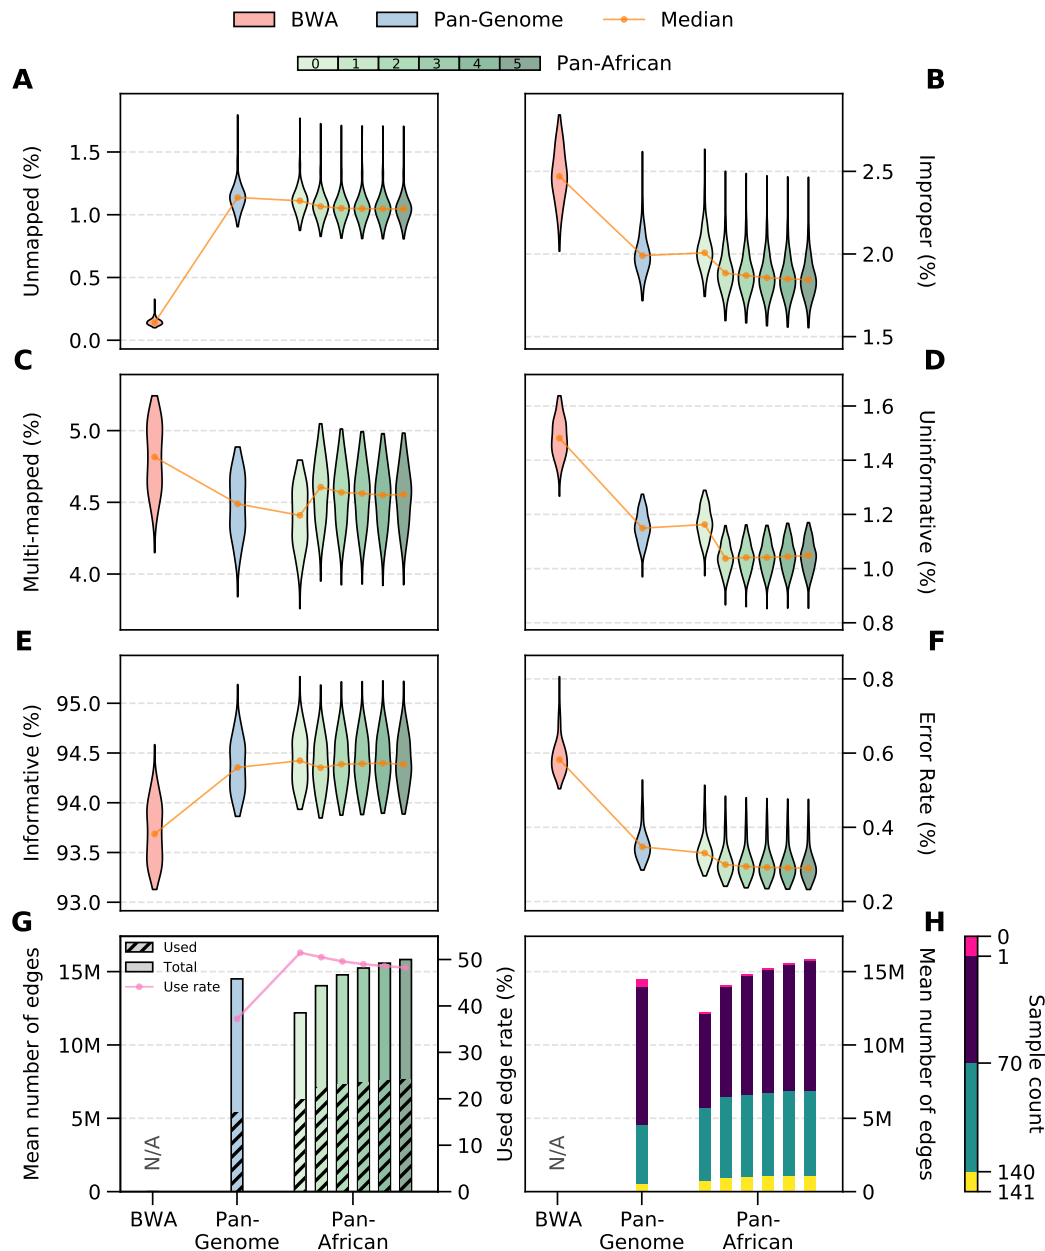 BWA Pan-Genome Median
0 1 2 3 4 5 Pan-African
A B
Unmapped (%)
1.5
1.0
0.5
0.0
Improper (%)
2.5
2.0
1.5
C D
Multi-mapped (%)
5.0
4.5
4.0
Uninformative (%)
1.6
1.4
1.2
1.0
0.8
E F
Informative (%)
95.0
94.5
94.0
93.5
93.0
Error Rate (%)
0.8
0.6
0.4
0.2
G H
Mean number of edges
15M
10M
5M
0
Used
Total
Use rate
N/A
50
40
30
20
10
0
Used edge rate (%)
N/A
15M
10M
5M
0
Mean number of edges
0
1
70
140
141
Sample count
BWA Pan-
Genome Pan-
African
BWA Pan-
Genome Pan-
African